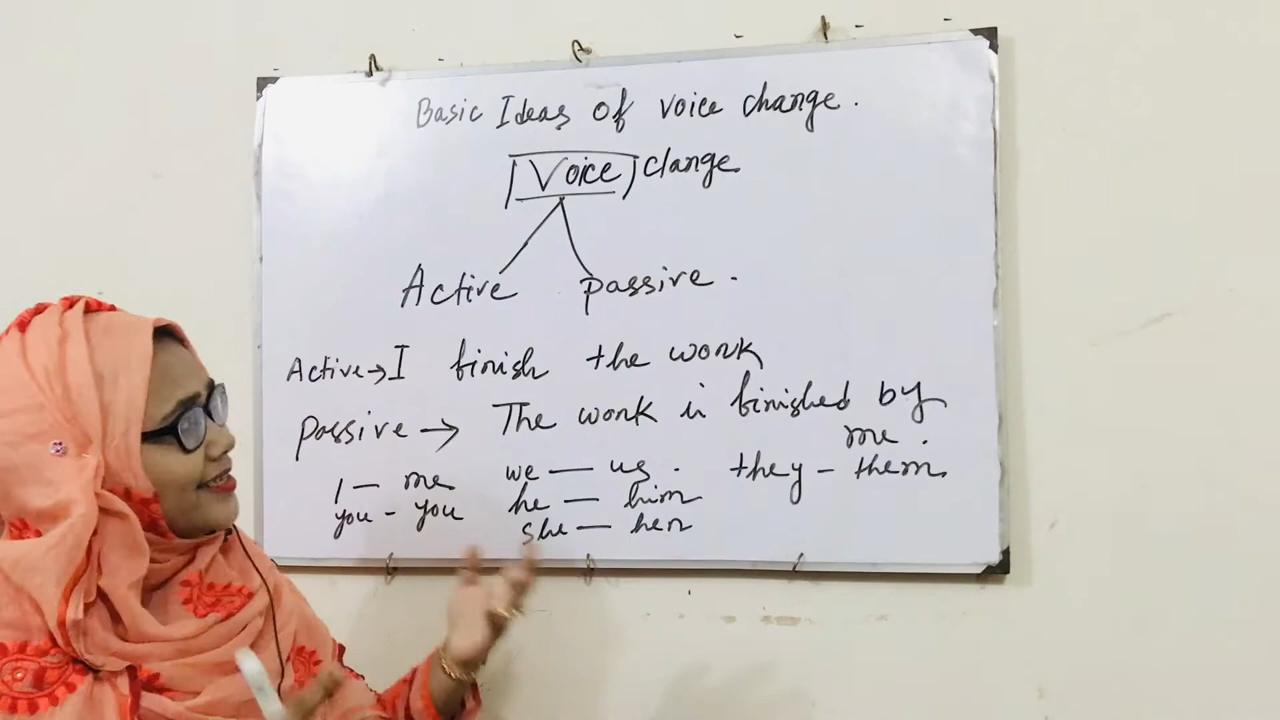 Basic Ideas of voice change.
Voice change
Active passive.
Active → I finish the work
passive → The work is finished by
me.
I — me we — us. they - them
you - you he — him
she — her